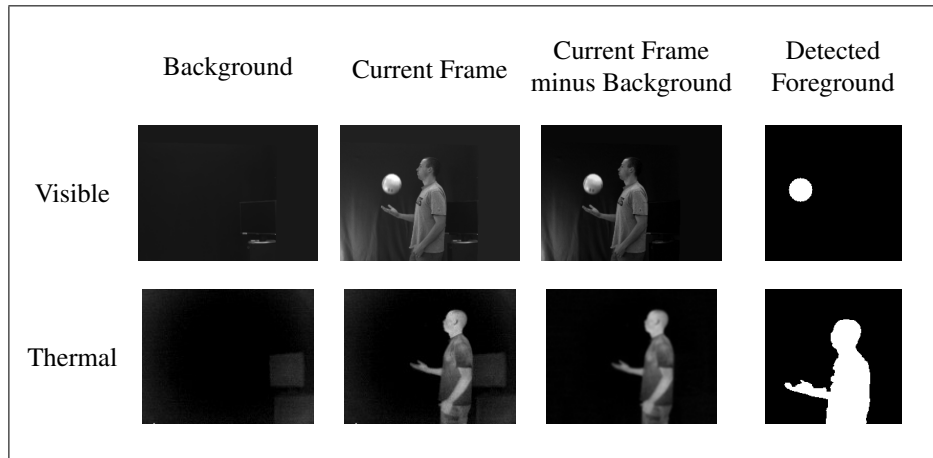 Background
Current Frame
Current Frame
minus Background
Detected
Foreground
Visible
Thermal